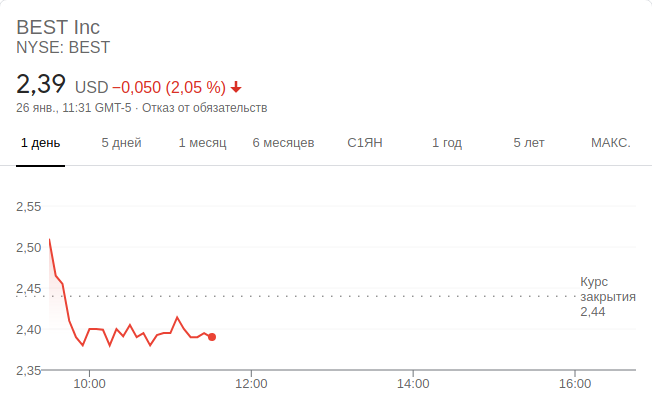 BEST Inc
NYSE: BEST
2,39 USD −0,050 (2,05 %)
26 янв., 11:31 GMT-5 · Отказ от обязательств
1 день 5 дней 1 месяц 6 месяцев С1ЯН 1 год 5 лет МАКС.
2,55
2,50
2,45
2,40
2,35
Курс
закрытия
2,44
10:00 12:00 14:00 16:00